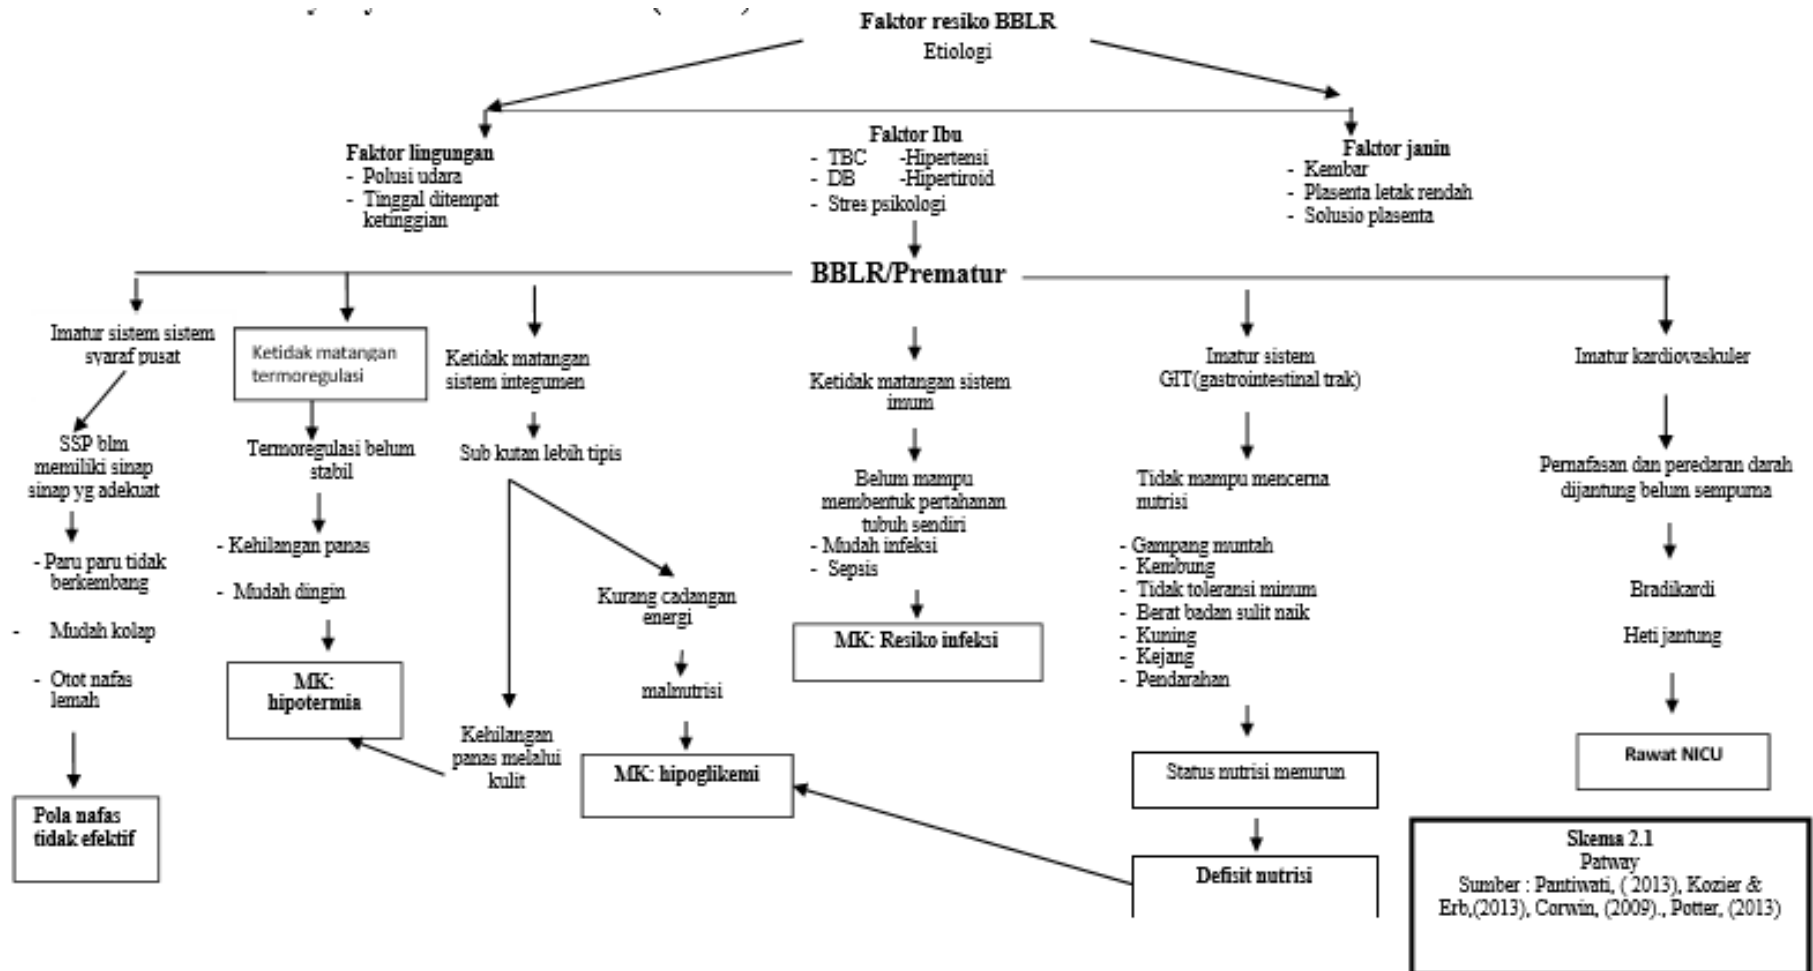 Faktor resiko BBLR
Etiologi
Faktor lingungan
- Polusi udara
- Tinggal ditempat
ketinggian
Faktor Ibu
- TBC -Hipertensi
- DB -Hipertiroid
- Stres psikologi
Faktor janin
- Kembar
- Plasenta letak rendah
- Solusio plasenta
BBLR/Prematur
Imatur sistem sistem
syaraf pusat
SSP blm
memiliki sinap
sinap yg adekuat
- Paru paru tidak
berkembang
- Mudah kolap
- Otot nafas
lemah
Pola nafas
tidak efektif
Ketidak matangan
termoregulasi
Termoregulasi belum
stabil
- Kehilangan panas
- Mudah dingin
MK:
hipotermia
Ketidak matangan
sistem integumen
Sub kutan lebih tipis
Kehilangan
panas melalui
kulit
Kurang cadangan
energi
malnutrisi
MK: hipoglikemi
Ketidak matangan sistem
imum
Belum mampu
membentuk pertahanan
tubuh sendiri
- Mudah infeksi
- Sepsis
MK: Resiko infeksi
Imatur sistem
GIT(gastrointestinal trak)
Tidak mampu mencerna
nutrisi
- Gampang muntah
- Kembung
- Tidak toleransi minum
- Berat badan sulit naik
- Kuning
- Kejang
- Pendarahan
Status nutrisi menurun
Defisit nutrisi
Imatur kardiovaskuler
Pernafasan dan peredaran darah
dijantung belum sempurna
Bradikardi
Heti jantung
Rawat NICU
Skema 2.1
Patway
Sumber : Pantiwati, ( 2013), Kozier &
Erb,(2013), Corwin, (2009)., Potter, (2013)